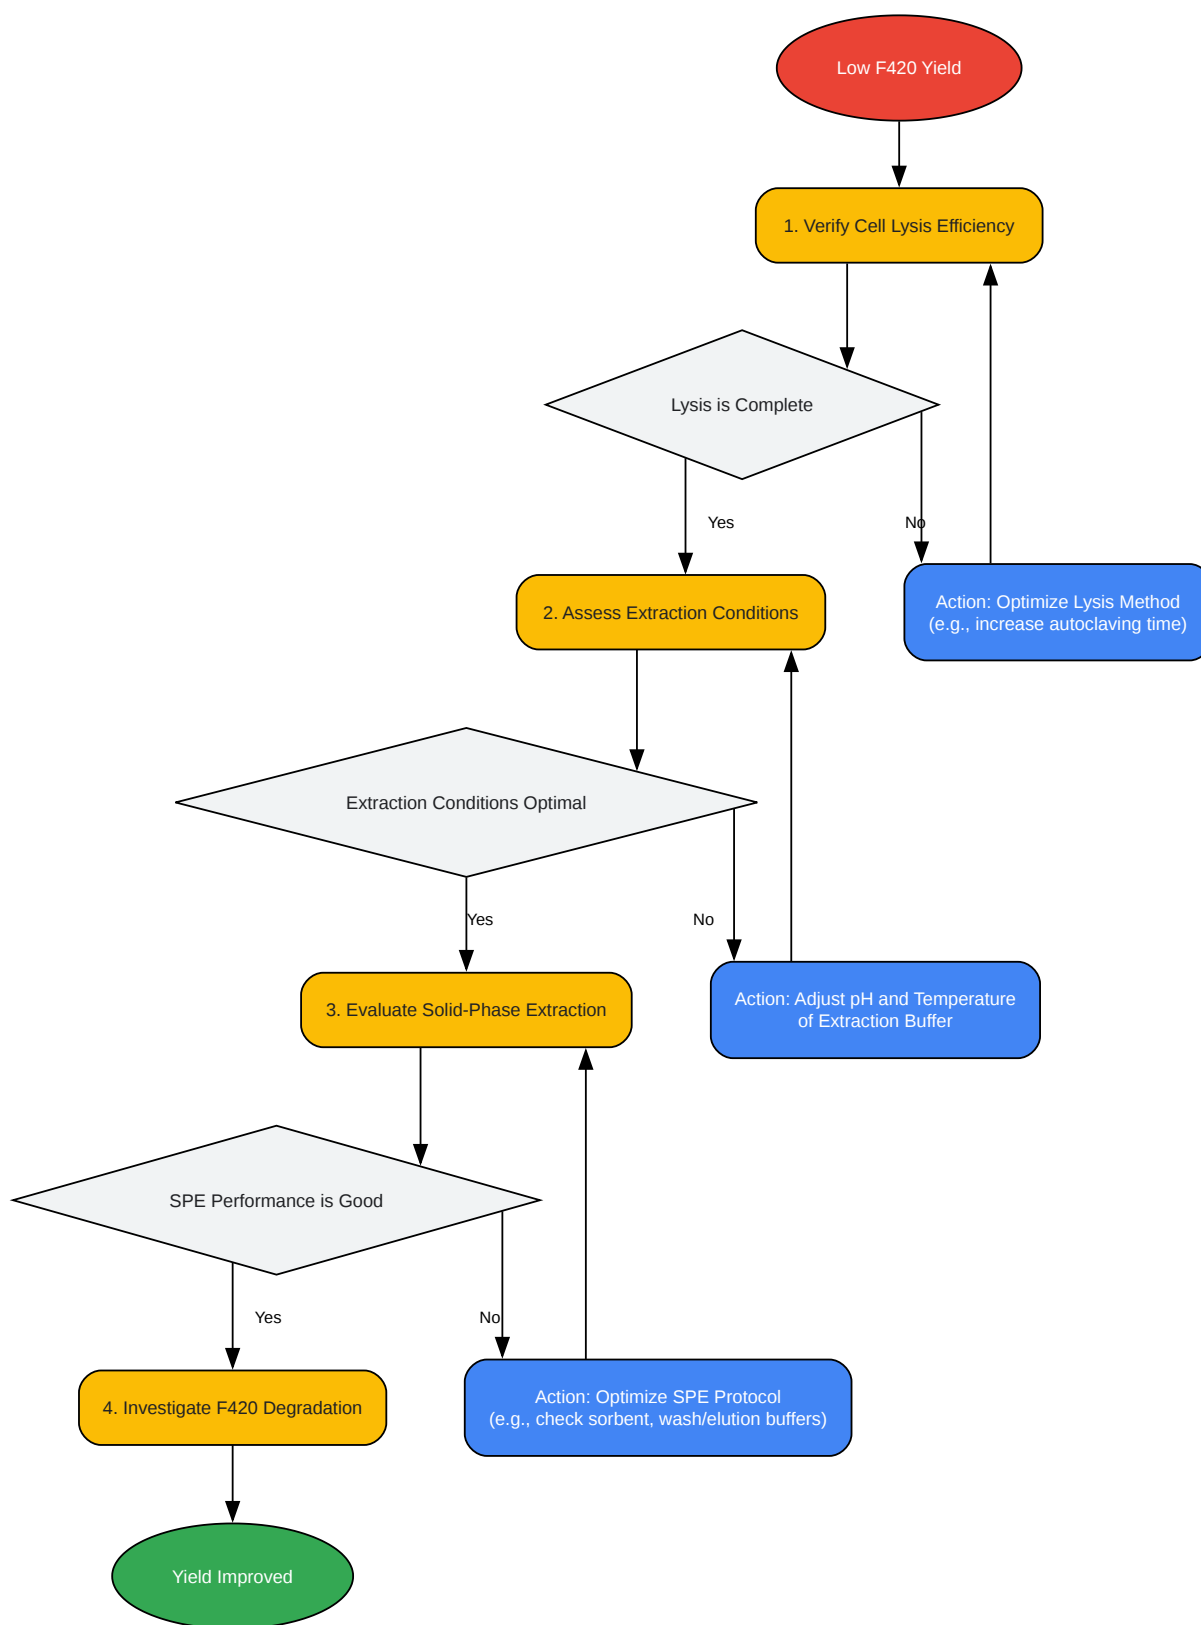 Low F420 Yield
1. Verify Cell Lysis Efficiency
Lysis is Complete
Yes
No
Action: Optimize Lysis Method
(e.g., increase autoclaving time)
2. Assess Extraction Conditions
Extraction Conditions Optimal
Yes
No
Action: Adjust pH and Temperature
of Extraction Buffer
3. Evaluate Solid-Phase Extraction
SPE Performance is Good
Yes
No
Action: Optimize SPE Protocol
(e.g., check sorbent, wash/elution buffers)
4. Investigate F420 Degradation
Yield Improved